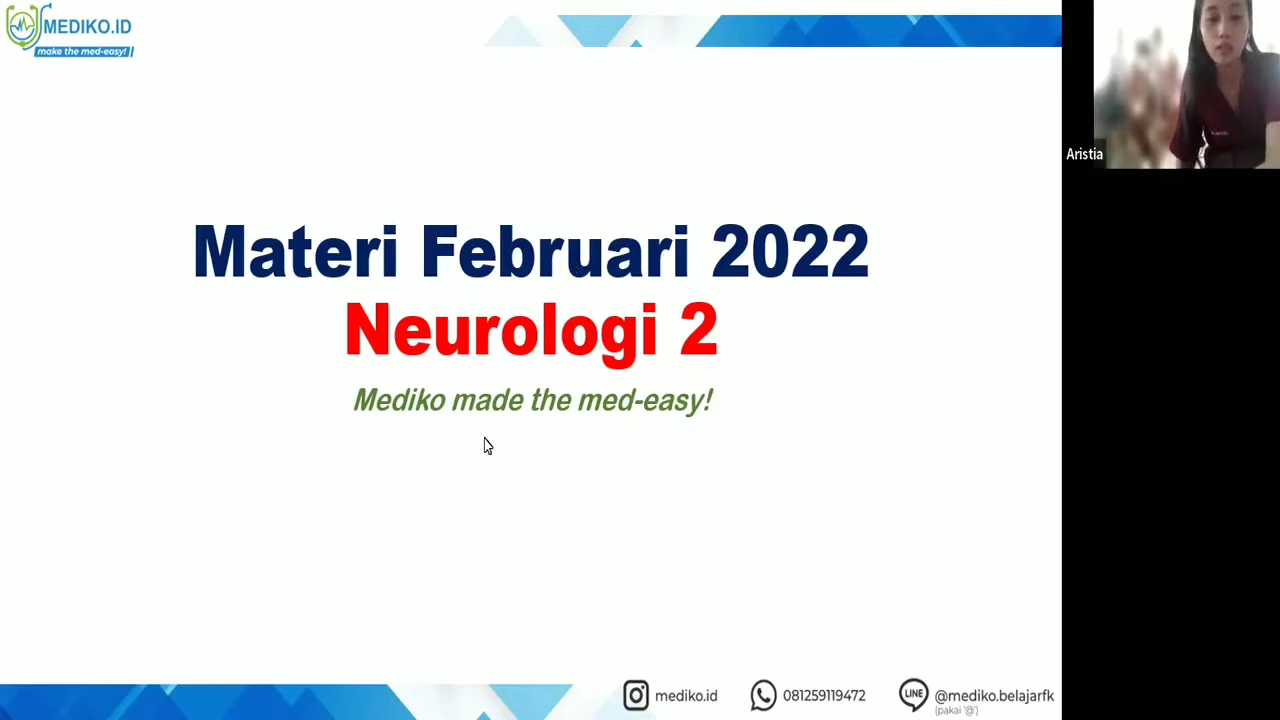 MEDIKO.ID
make the med-easy!
Aristia
Materi Februari 2022
Neurologi 2
Mediko made the med-easy!
mediko.id
081259119472
LINE
@mediko.belajarfk
(pakai '@')